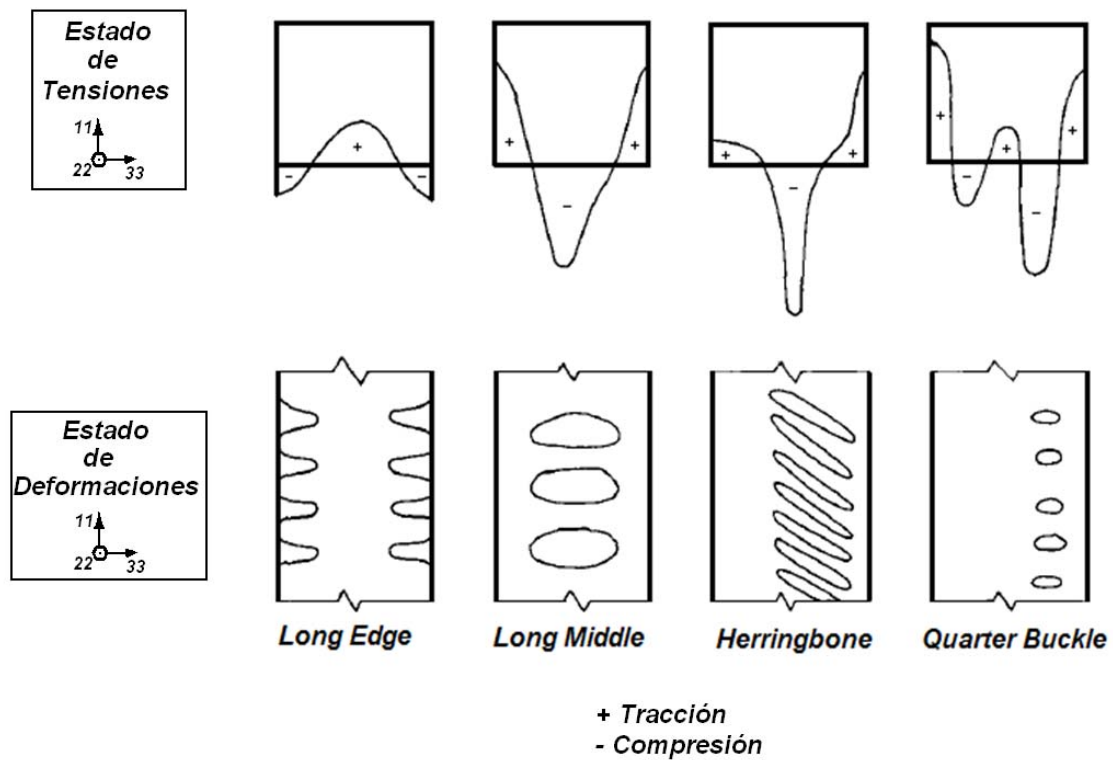 Estado
de
Tensiones
11
22
33
-
+
-
+
-
+
+
-
+
+
-
+
-
+
Estado
de
Deformaciones
11
22
33
Long Edge
Long Middle
Herringbone
Quarter Buckle
+ Tracción
- Compresión